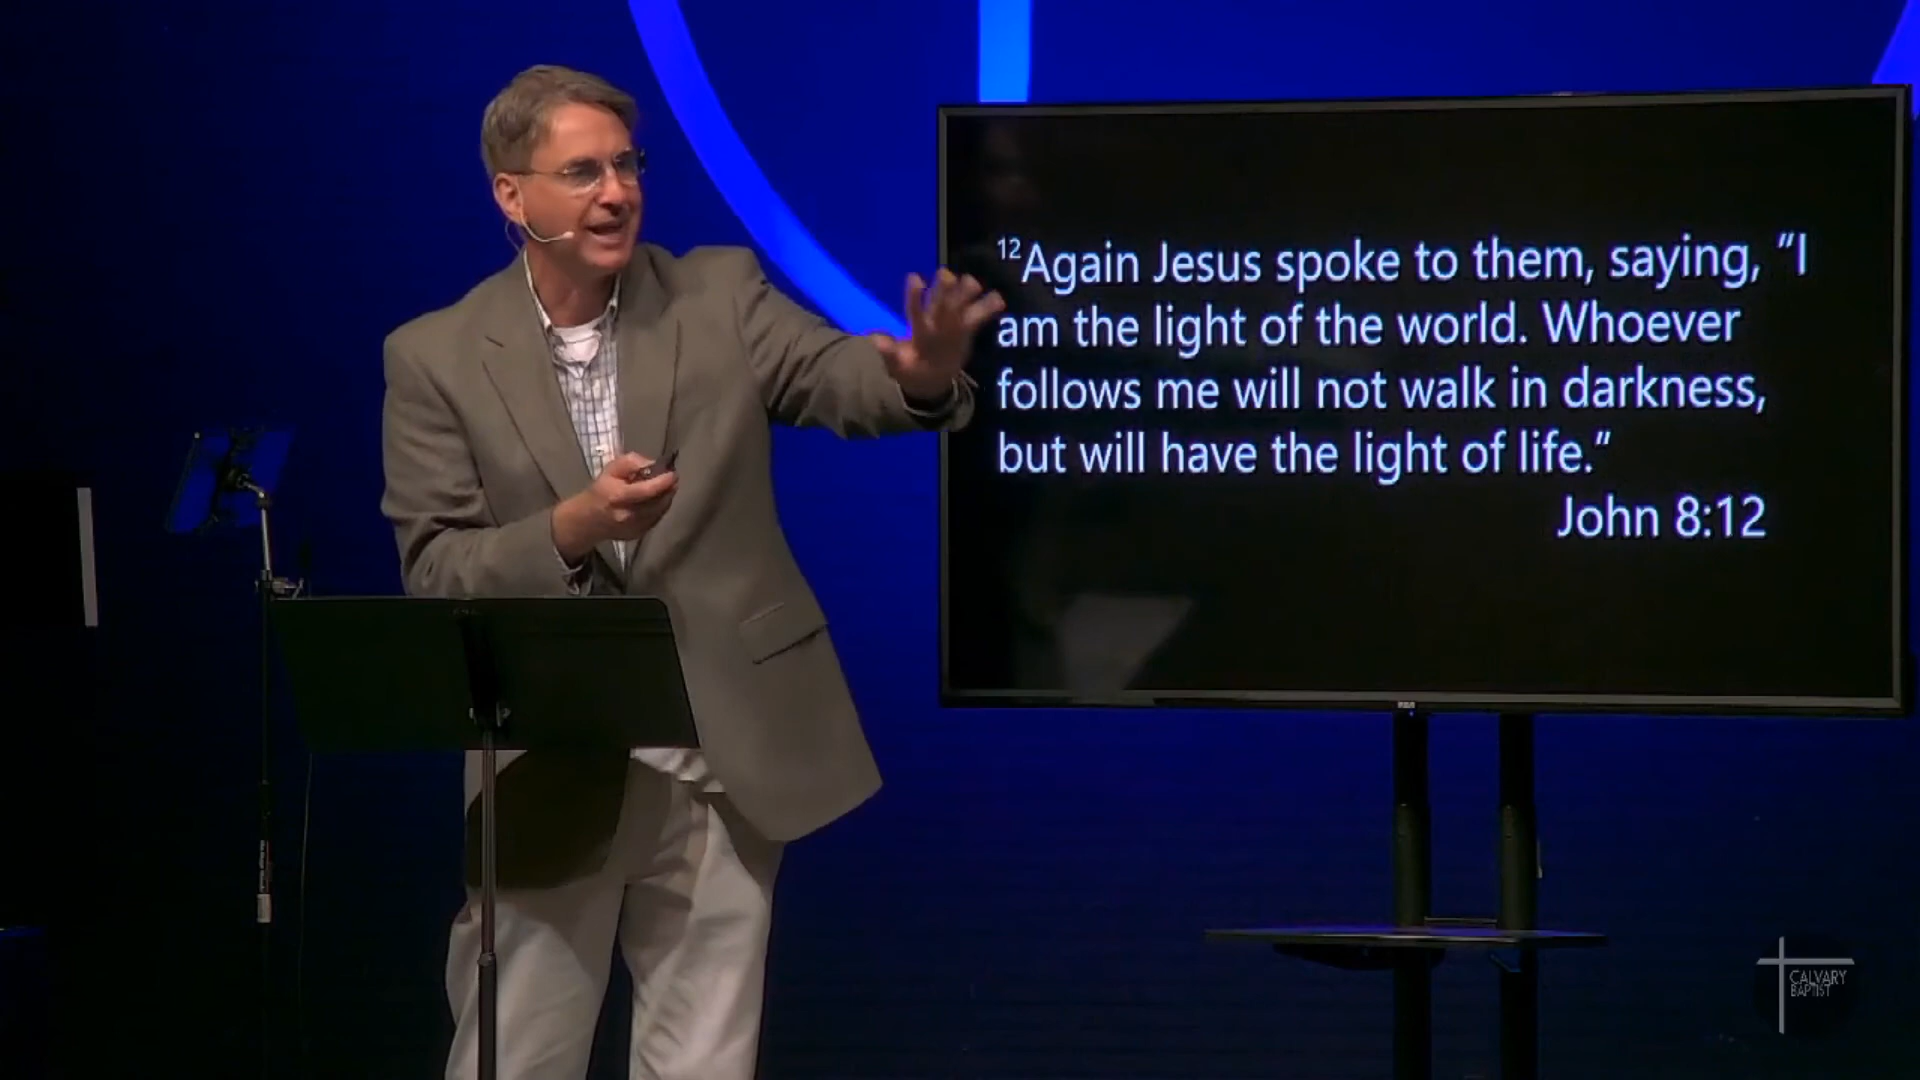 ¹²Again Jesus spoke to them, saying, “I
am the light of the world. Whoever
follows me will not walk in darkness,
but will have the light of life.”
John 8:12
CALVARY
BAPTIST